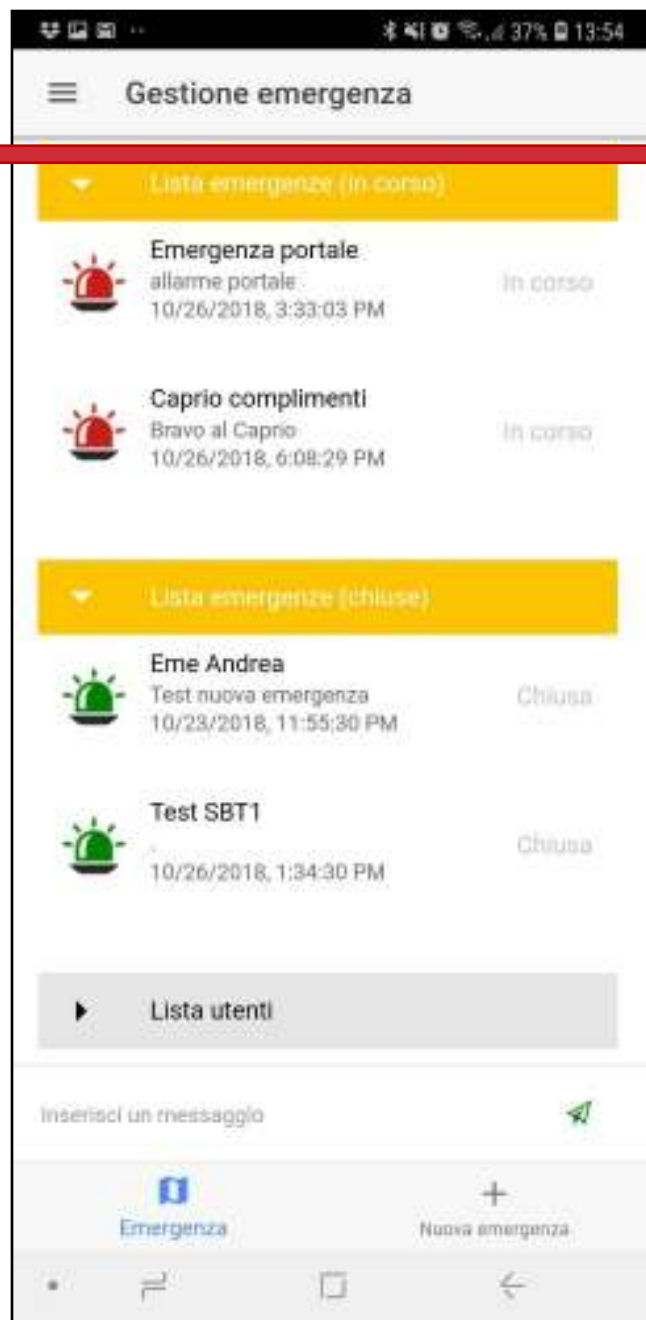 37% 13:54
Gestione emergenza
Lista emergenze (in corso)
Emergenza portale
allarme portale
In corso
10/26/2018, 3:33:03 PM
Caprio complimenti
Bravo al Caprio
In corso
10/26/2018, 6:08:29 PM
Lista emergenze (chiuse)
Eme Andrea
Test nuova emergenza
Chiusa
10/23/2018, 11:55:30 PM
Test SBT1
.
Chiusa
10/26/2018, 1:34:30 PM
Lista utenti
Inserisci un messaggio
Emergenza
Nuova emergenza